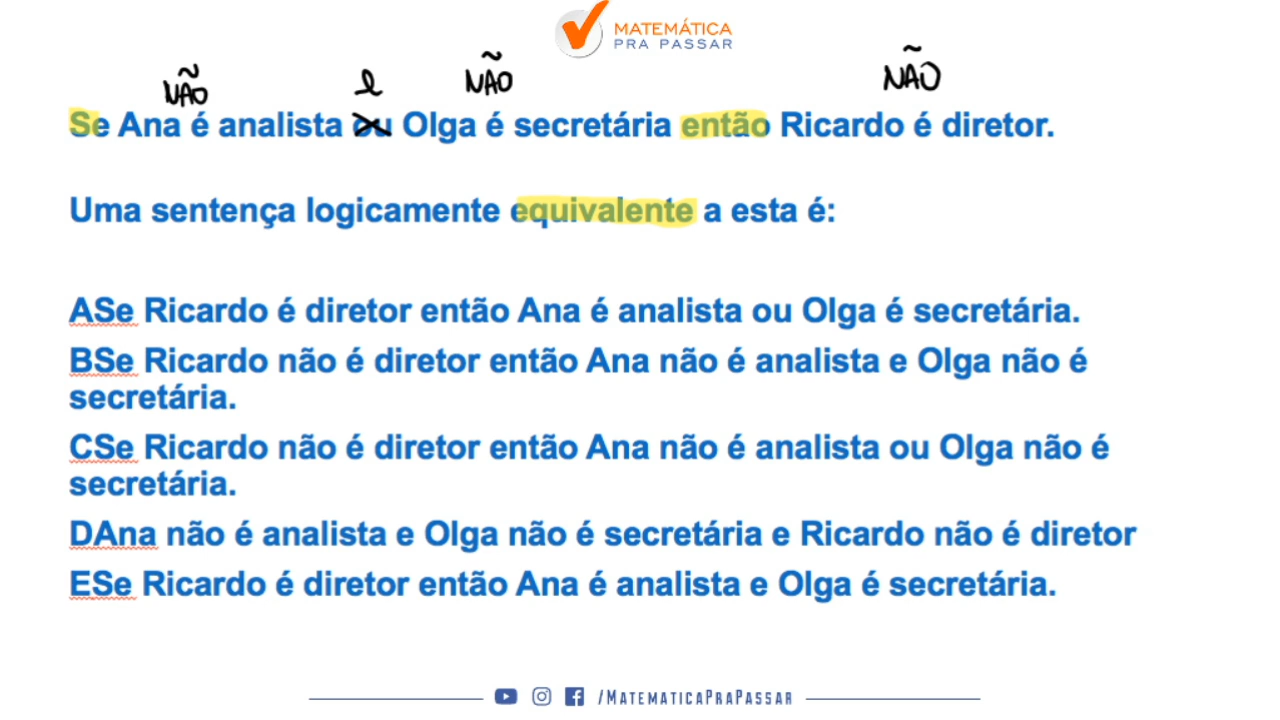 MATEMÁTICA
PRA PASSAR
NÃO e NÃO NÃO
Se Ana é analista ou Olga é secretária então Ricardo é diretor.
Uma sentença logicamente equivalente a esta é:
ASe Ricardo é diretor então Ana é analista ou Olga é secretária.
BSe Ricardo não é diretor então Ana não é analista e Olga não é
secretária.
CSe Ricardo não é diretor então Ana não é analista ou Olga não é
secretária.
DAna não é analista e Olga não é secretária e Ricardo não é diretor
ESe Ricardo é diretor então Ana é analista e Olga é secretária.
/MATEMATICAPRAPASSAR